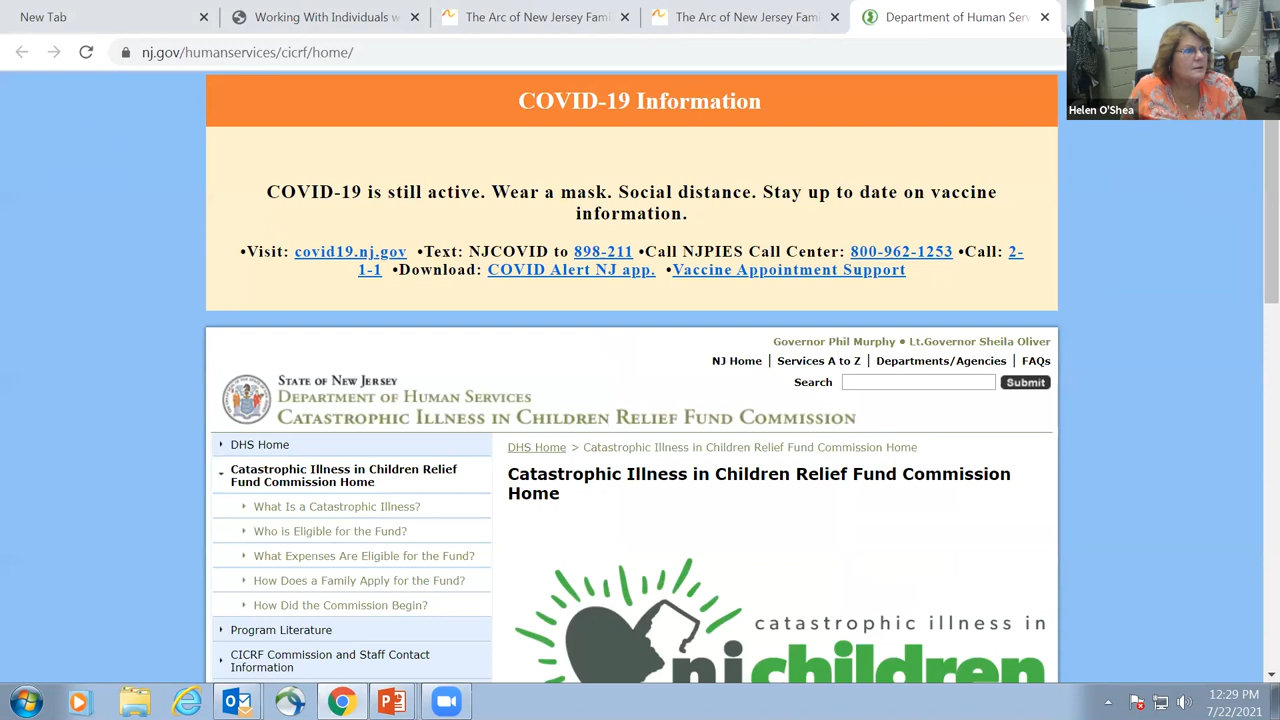 New Tab
Working With Individuals w
The Arc of New Jersey Fami
The Arc of New Jersey Fami
Department of Human Serv
nj.gov/humanservices/cicrf/home/
Helen O'Shea
COVID-19 Information
COVID-19 is still active. Wear a mask. Social distance. Stay up to date on vaccine
information.
•Visit: covid19.nj.gov •Text: NJCOVID to 898-211 •Call NJPIES Call Center: 800-962-1253 •Call: 2-
1-1 •Download: COVID Alert NJ app. •Vaccine Appointment Support
Governor Phil Murphy • Lt.Governor Sheila Oliver
NJ Home | Services A to Z | Departments/Agencies | FAQs
Search Submit
STATE OF NEW JERSEY
DEPARTMENT OF HUMAN SERVICES
CATASTROPHIC ILLNESS IN CHILDREN RELIEF FUND COMMISSION
DHS Home
Catastrophic Illness in Children Relief
Fund Commission Home
What Is a Catastrophic Illness?
Who is Eligible for the Fund?
What Expenses Are Eligible for the Fund?
How Does a Family Apply for the Fund?
How Did the Commission Begin?
Program Literature
CICRF Commission and Staff Contact
Information
DHS Home > Catastrophic Illness in Children Relief Fund Commission Home
Catastrophic Illness in Children Relief Fund Commission
Home
catastrophic illness in
njchildren
12:29 PM
7/22/2021